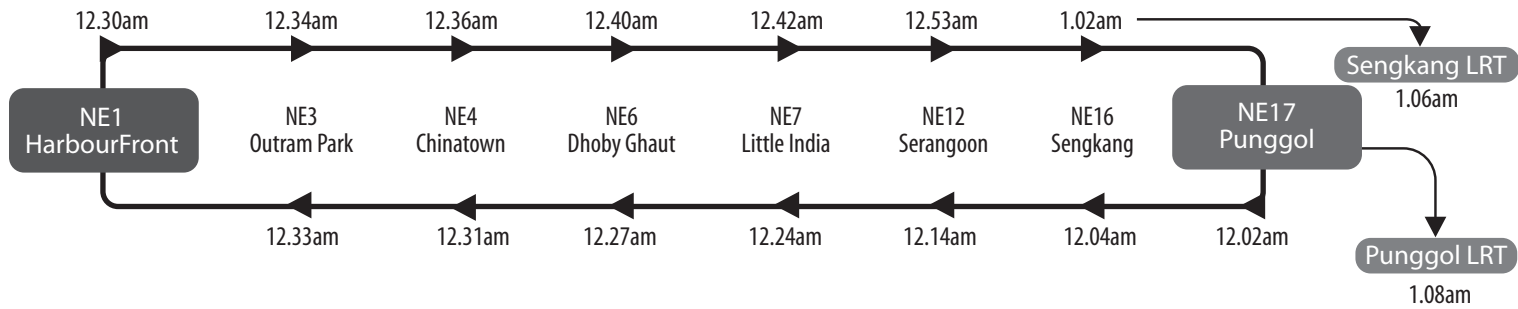 12.30am
12.34am
12.36am
12.40am
12.42am
12.53am
1.02am
Sengkang LRT
1.06am
NE1
HarbourFront
NE3
Outram Park
NE4
Chinatown
NE6
Dhoby Ghaut
NE7
Little India
NE12
Serangoon
NE16
Sengkang
NE17
Punggol
12.33am
12.31am
12.27am
12.24am
12.14am
12.04am
12.02am
Punggol LRT
1.08am